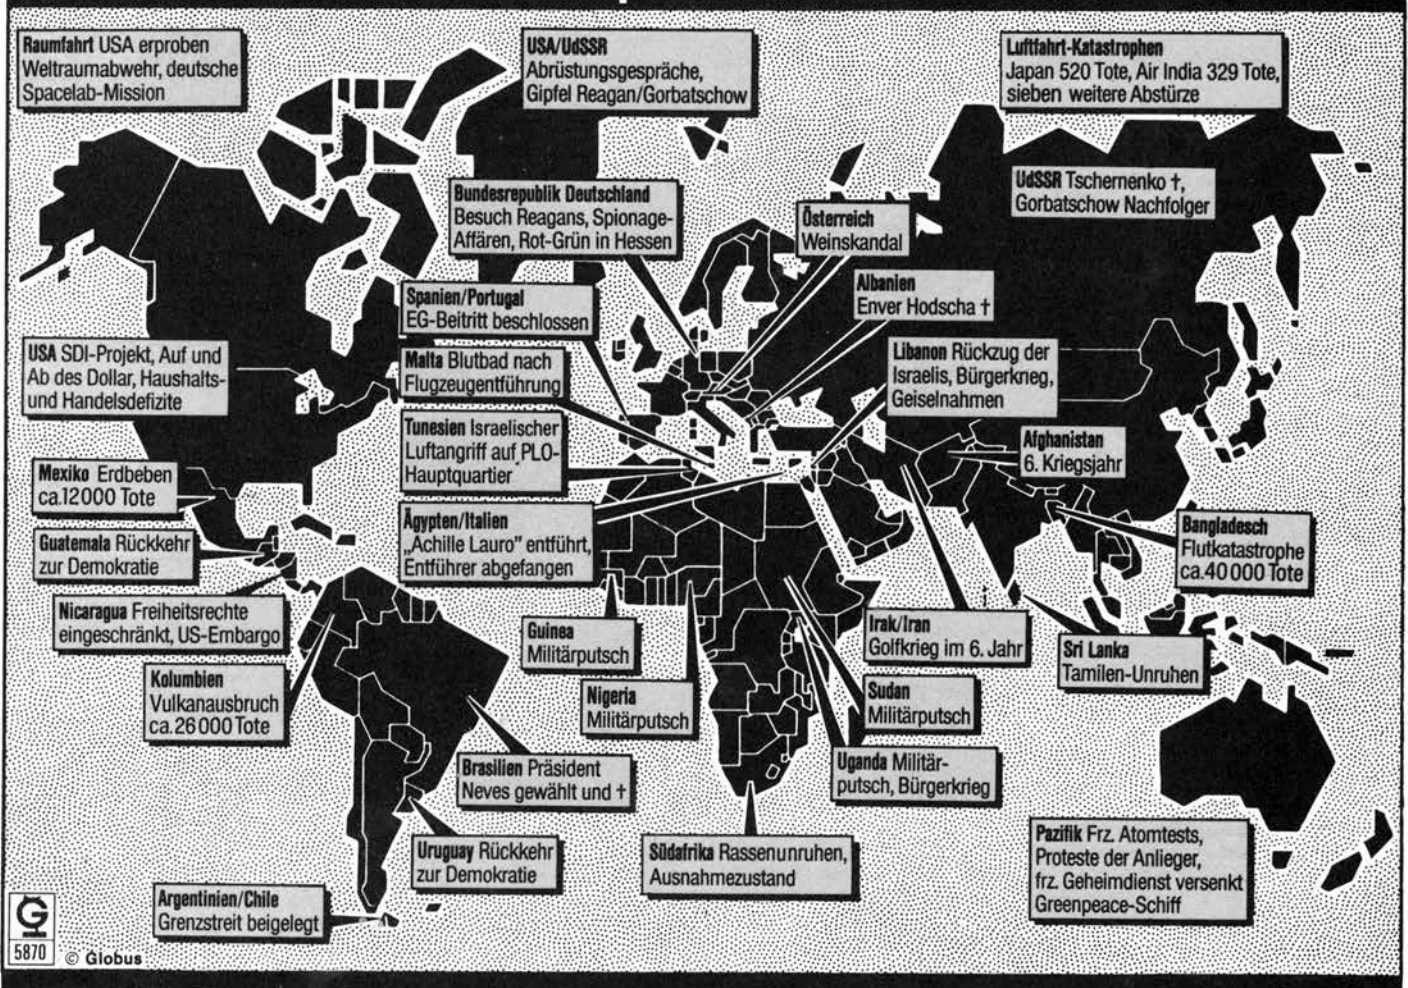 Raumfahrt USA erproben
Weltraumabwehr, deutsche
Spacelab-Mission
USA/UdSSR
Abrüstungsgespräche,
Gipfel Reagan/Gorbatschow
Luftfahrt-Katastrophen
Japan 520 Tote, Air India 329 Tote,
sieben weitere Abstürze
Bundesrepublik Deutschland
Besuch Reagans, Spionage-
Affären, Rot-Grün in Hessen
Österreich
Weinskandal
UdSSR Tschernenko †,
Gorbatschow Nachfolger
Spanien/Portugal
EG-Beitritt beschlossen
Albanien
Enver Hodscha †
USA SDI-Projekt, Auf und
Ab des Dollar, Haushalts-
und Handelsdefizite
Malta Blutbad nach
Flugzeugentführung
Libanon Rückzug der
Israelis, Bürgerkrieg,
Geiselnahmen
Tunesien Israelischer
Luftangriff auf PLO-
Hauptquartier
Afghanistan
6. Kriegsjahr
Mexiko Erdbeben
ca. 12000 Tote
Guatemala Rückkehr
zur Demokratie
Ägypten/Italien
„Achille Lauro" entführt,
Entführer abgefangen
Bangladesch
Flutkatastrophe
ca. 40000 Tote
Nicaragua Freiheitsrechte
eingeschränkt, US-Embargo
Guinea
Militärputsch
Irak/Iran
Golfkrieg im 6. Jahr
Sri Lanka
Tamilen-Unruhen
Kolumbien
Vulkanausbruch
ca. 26000 Tote
Nigeria
Militärputsch
Sudan
Militärputsch
Brasilien Präsident
Neves gewählt und †
Uganda Militär-
putsch, Bürgerkrieg
Uruguay Rückkehr
zur Demokratie
Südafrika Rassenunruhen,
Ausnahmezustand
Pazifik Frz. Atomtests,
Proteste der Anlieger,
frz. Geheimdienst versenkt
Greenpeace-Schiff
Argentinien/Chile
Grenzstreit beigelegt
G
5870
© Globus